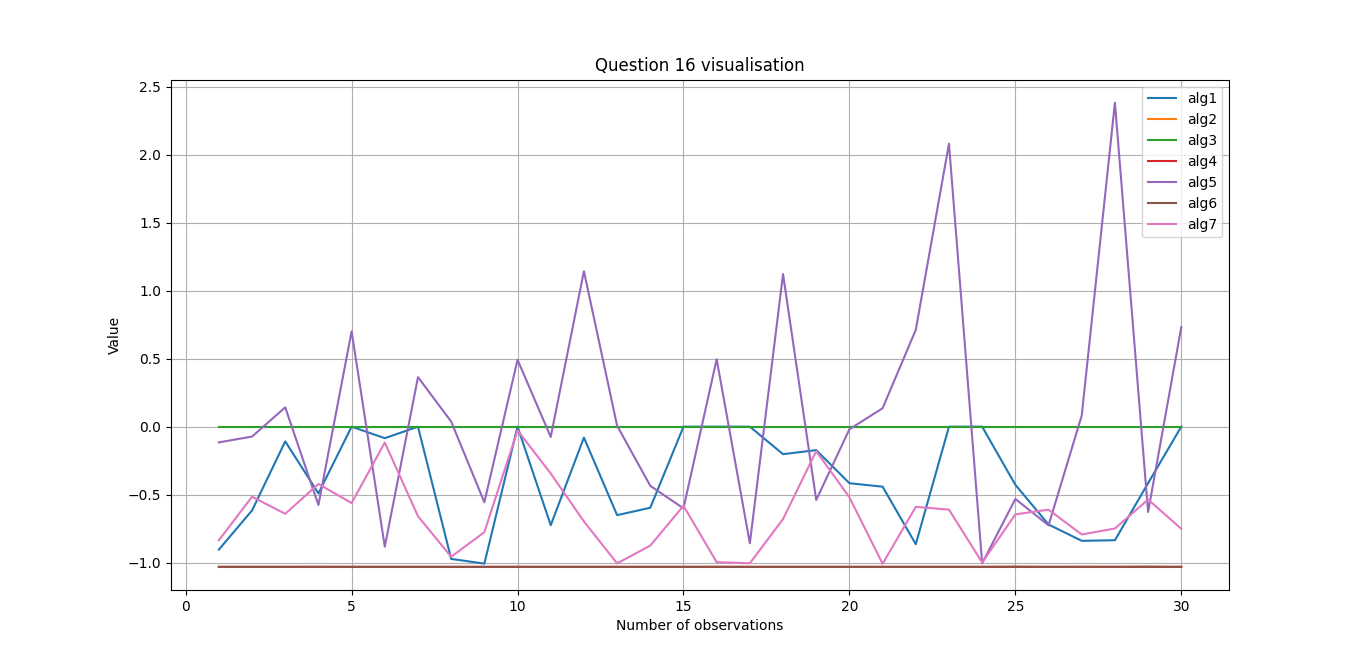 Question 16 visualisation
2.5
2.0
1.5
1.0
0.5
0.0
−0.5
−1.0
Value
alg1
alg2
alg3
alg4
alg5
alg6
alg7
0 5 10 15 20 25 30
Number of observations